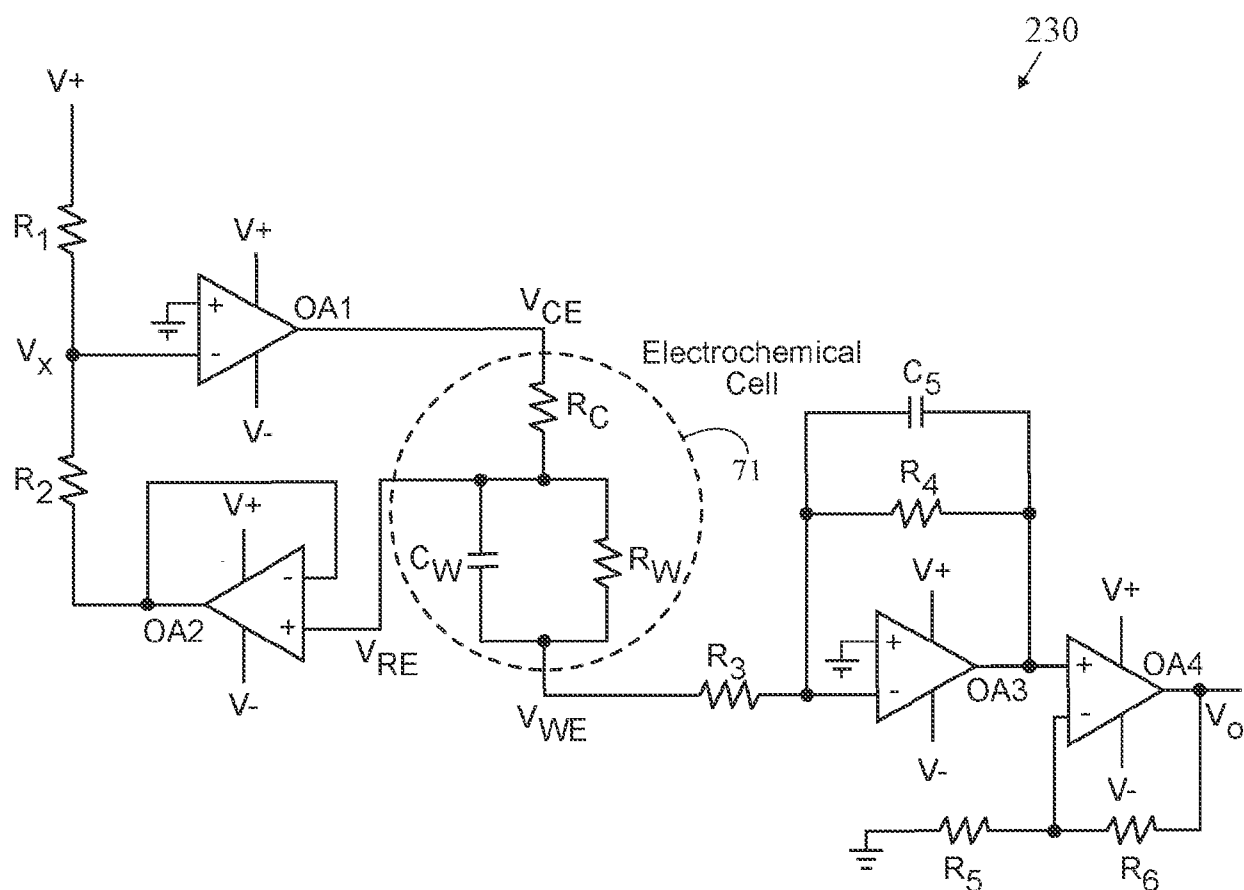 230
V+
R1
V+
OA1
+
-
Vx
V-
VCE
Electrochemical
Cell
RC
71
C5
R4
R2
V+
-
+
OA2
V-
VRE
CW
RW
VWE
R3
V+
+
-
OA3
V-
V+
+
-
OA4
Vo
V-
R5
R6